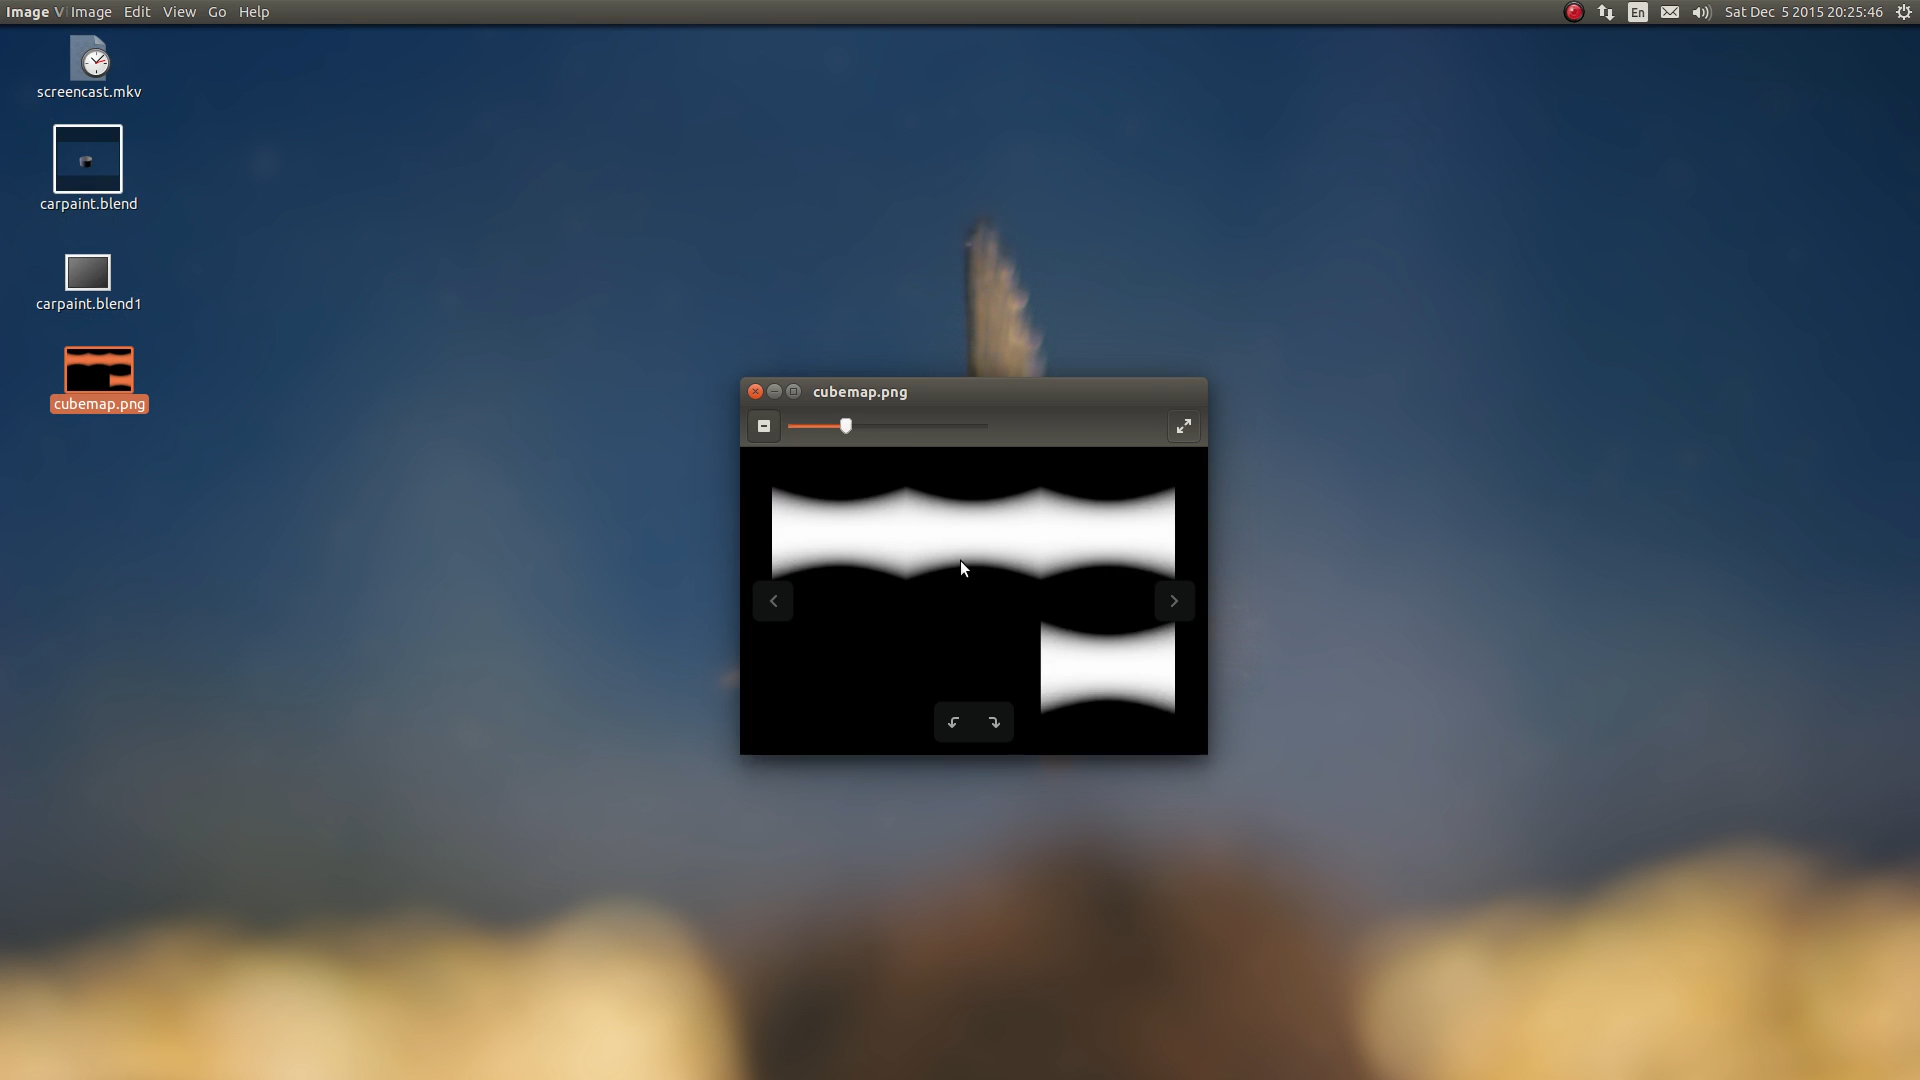 Image V Image Edit View Go Help
En Sat Dec 5 2015 20:25:46
screencast.mkv
carpaint.blend
carpaint.blend1
cubemap.png
cubemap.png